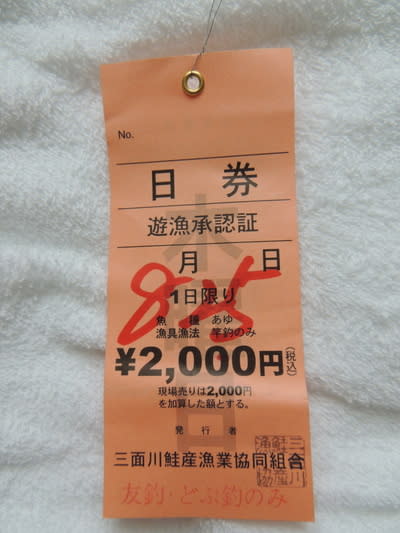 No.
日券
遊漁承認証
月 日
8 25
1日限り
魚種 あゆ
漁具漁法 竿釣のみ
¥2,000円(税込)
現場売りは2,000円
を加算した額とする。
発行者
三面川鮭産漁業協同組合
友釣・どぶ釣のみ